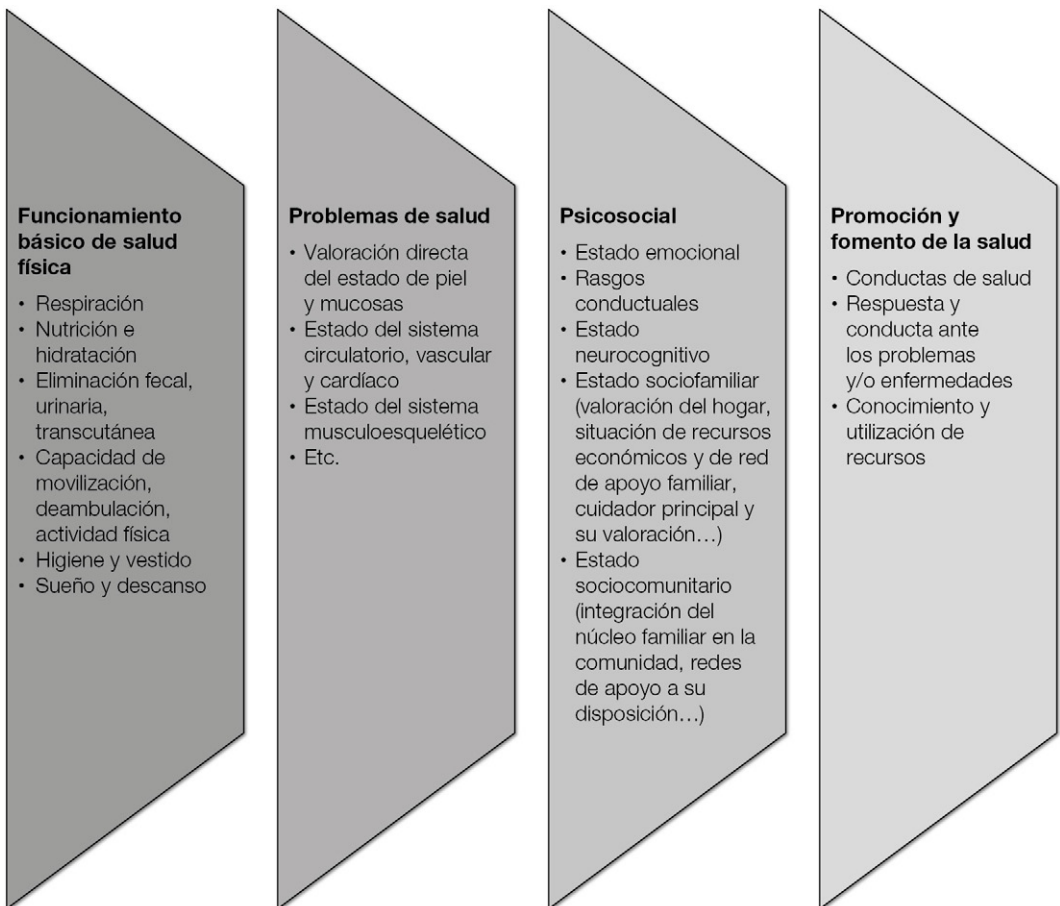 Funcionamiento
básico de salud
física
• Respiración
• Nutrición e
hidratación
• Eliminación fecal,
urinaria,
transcutánea
• Capacidad de
movilización,
deambulación,
actividad física
• Higiene y vestido
• Sueño y descanso
Problemas de salud
• Valoración directa
del estado de piel
y mucosas
• Estado del sistema
circulatorio, vascular
y cardíaco
• Estado del sistema
musculoesquelético
• Etc.
Psicosocial
• Estado emocional
• Rasgos
conductuales
• Estado
neurocognitivo
• Estado sociofamiliar
(valoración del hogar,
situación de recursos
económicos y de red
de apoyo familiar,
cuidador principal y
su valoración…)
• Estado
sociocomunitario
(integración del
núcleo familiar en la
comunidad, redes
de apoyo a su
disposición…)
Promoción y
fomento de la salud
• Conductas de salud
• Respuesta y
conducta ante
los problemas
y/o enfermedades
• Conocimiento y
utilización de
recursos